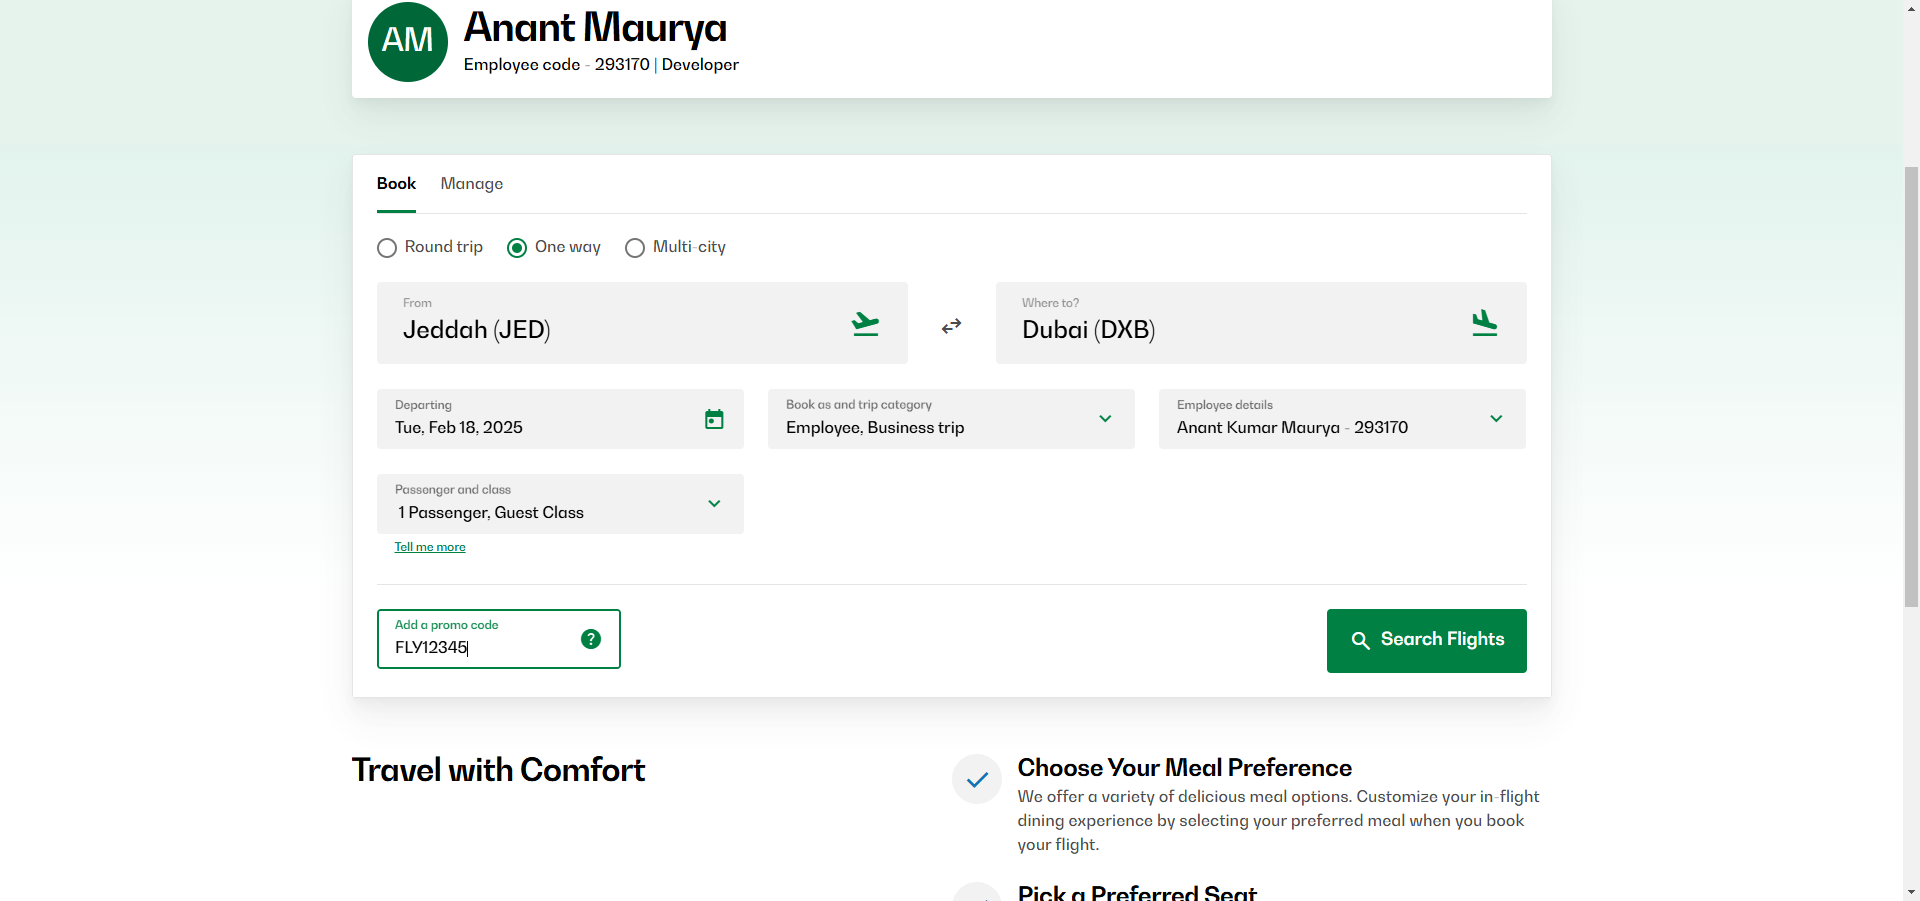 AM
Anant Maurya
Employee code - 293170 | Developer
Book
Manage
Round trip
One way
Multi-city
From
Jeddah (JED)
Where to?
Dubai (DXB)
Departing
Tue, Feb 18, 2025
Book as and trip category
Employee, Business trip
Employee details
Anant Kumar Maurya - 293170
Passenger and class
1 Passenger, Guest Class
Tell me more
Add a promo code
FLY12345
?
Search Flights
Travel with Comfort
Choose Your Meal Preference
We offer a variety of delicious meal options. Customize your in-flight
dining experience by selecting your preferred meal when you book
your flight.
Pick a Preferred Seat